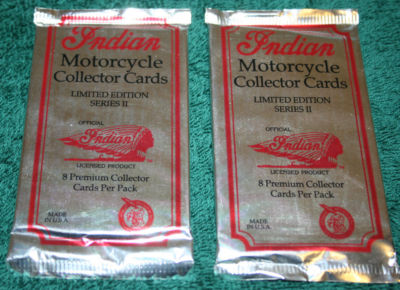 Indian
Motorcycle
Collector Cards
LIMITED EDITION
SERIES II
OFFICIAL
Indian
LICENSED PRODUCT
8 Premium Collector
Cards Per Pack
MADE
IN U.S.A.
Indian
Motorcycle
Collector Cards
LIMITED EDITION
SERIES II
OFFICIAL
Indian
LICENSED PRODUCT
8 Premium Collector
Cards Per Pack
MADE
IN U.S.A